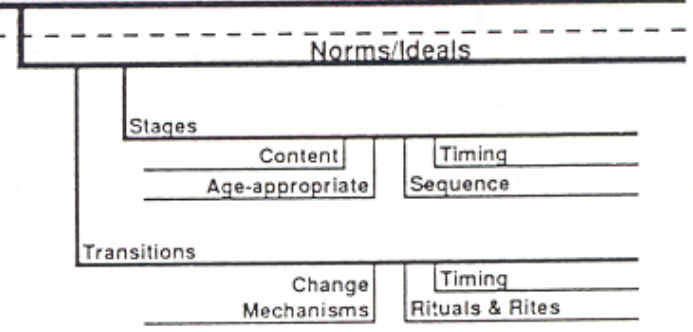 Norms/Ideals
Stages
Content
Timing
Age-appropriate
Sequence
Transitions
Change
Timing
Mechanisms
Rituals & Rites